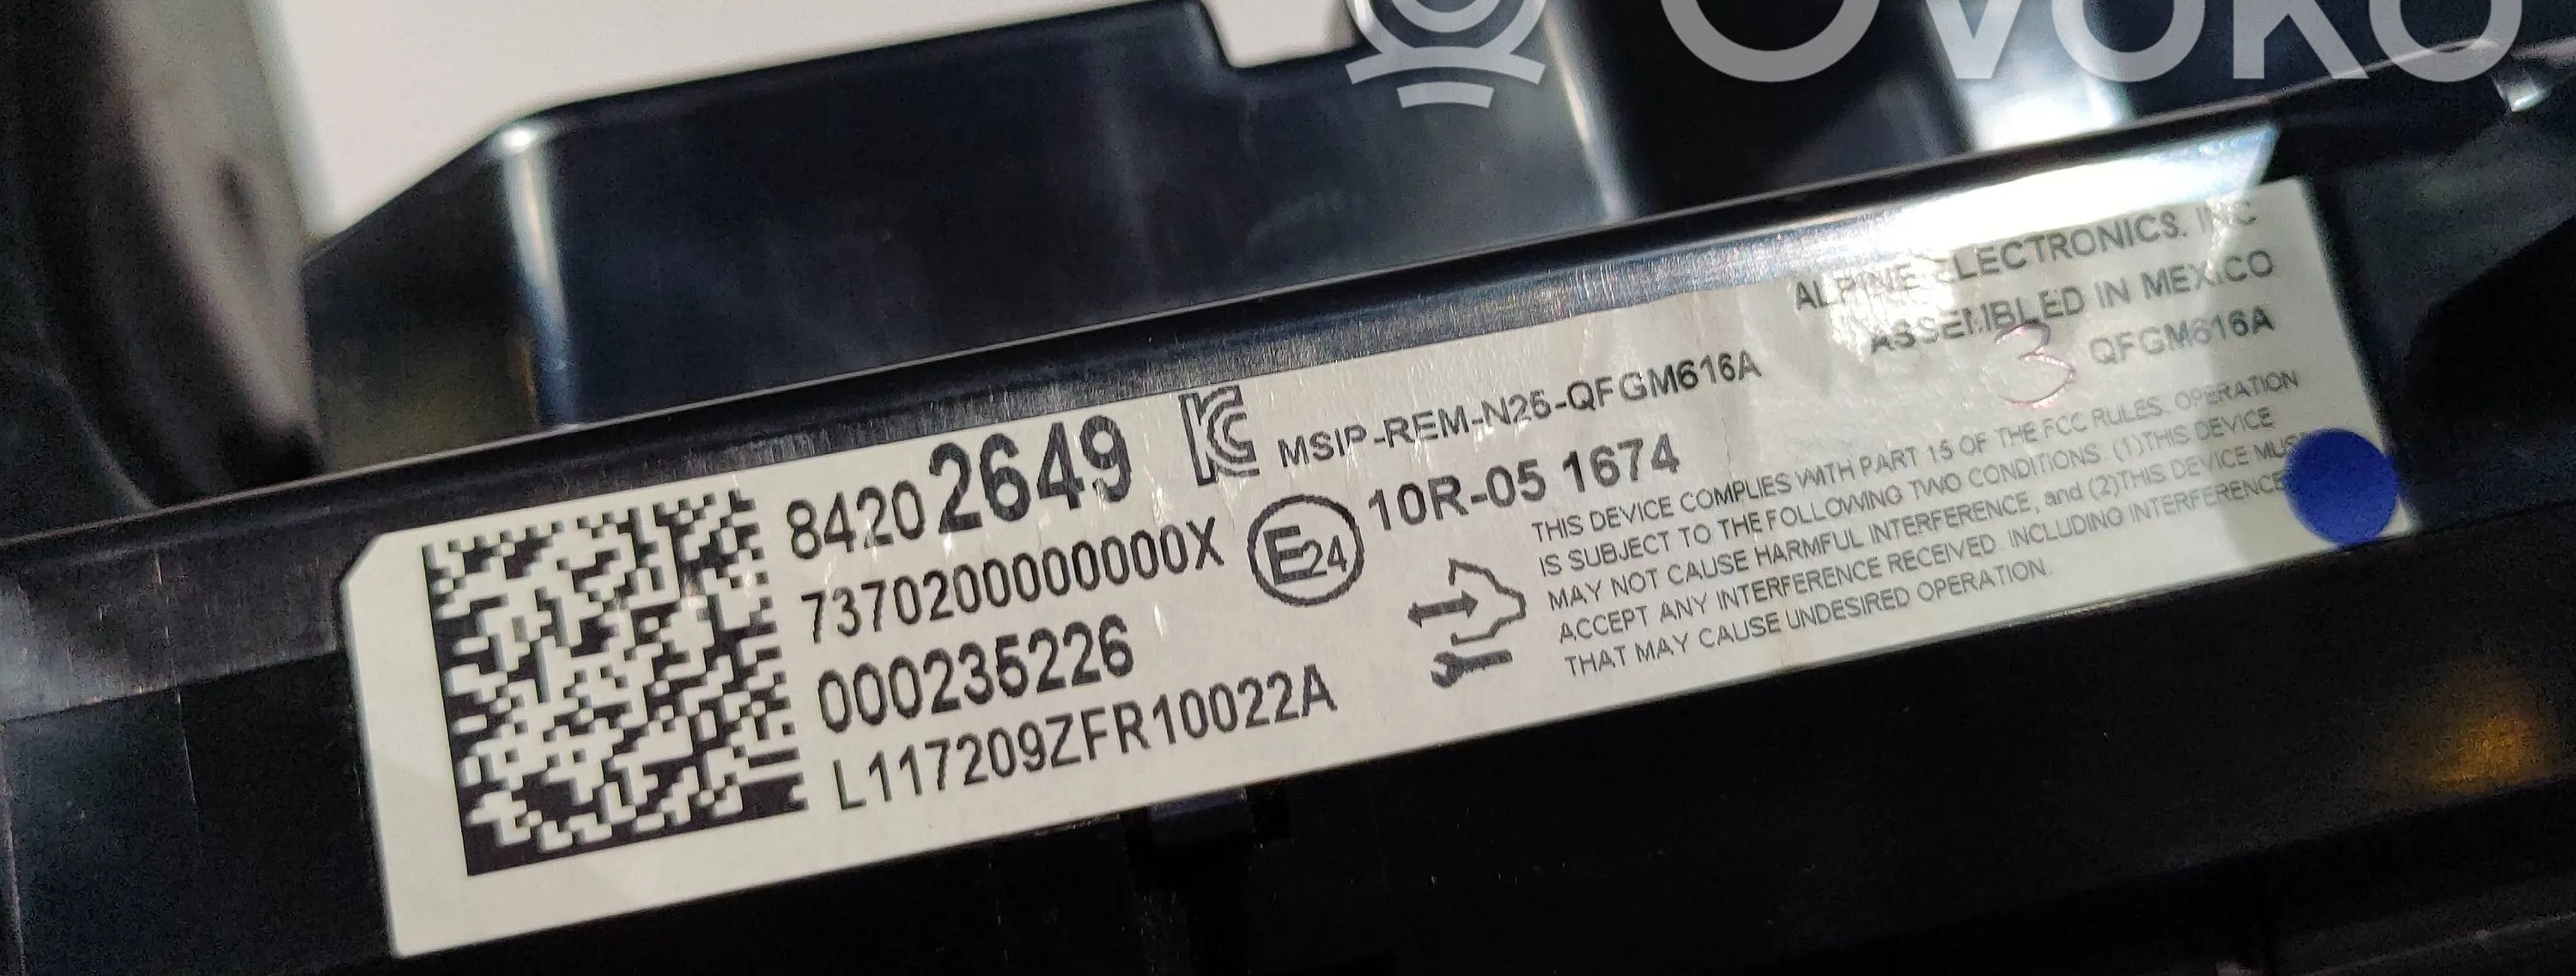 OVOKO
84202649
7370200000000X
000235226
L117209ZFR10022A
MSIP-REM-N26-QFGM616A
E24
10R-05 1674
ALPINE ELECTRONICS, INC
ASSEMBLED IN MEXICO
3
QFGM616A
THIS DEVICE COMPLIES WITH PART 15 OF THE FCC RULES. OPERATION
IS SUBJECT TO THE FOLLOWING TWO CONDITIONS. (1)THIS DEVICE
MAY NOT CAUSE HARMFUL INTERFERENCE, and (2)THIS DEVICE MUST
ACCEPT ANY INTERFERENCE RECEIVED. INCLUDING INTERFERENCE
THAT MAY CAUSE UNDESIRED OPERATION.